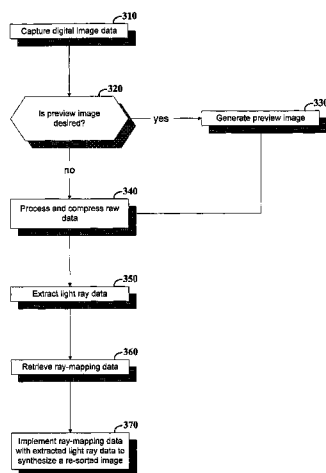 310
Capture digital image data
320
Is preview image
desired?
yes
330
Generate preview image
no
340
Process and compress raw
data
350
Extract light ray data
360
Retrieve ray-mapping data
370
Implement ray-mapping data
with extracted light ray data to
synthesize a re-sorted image